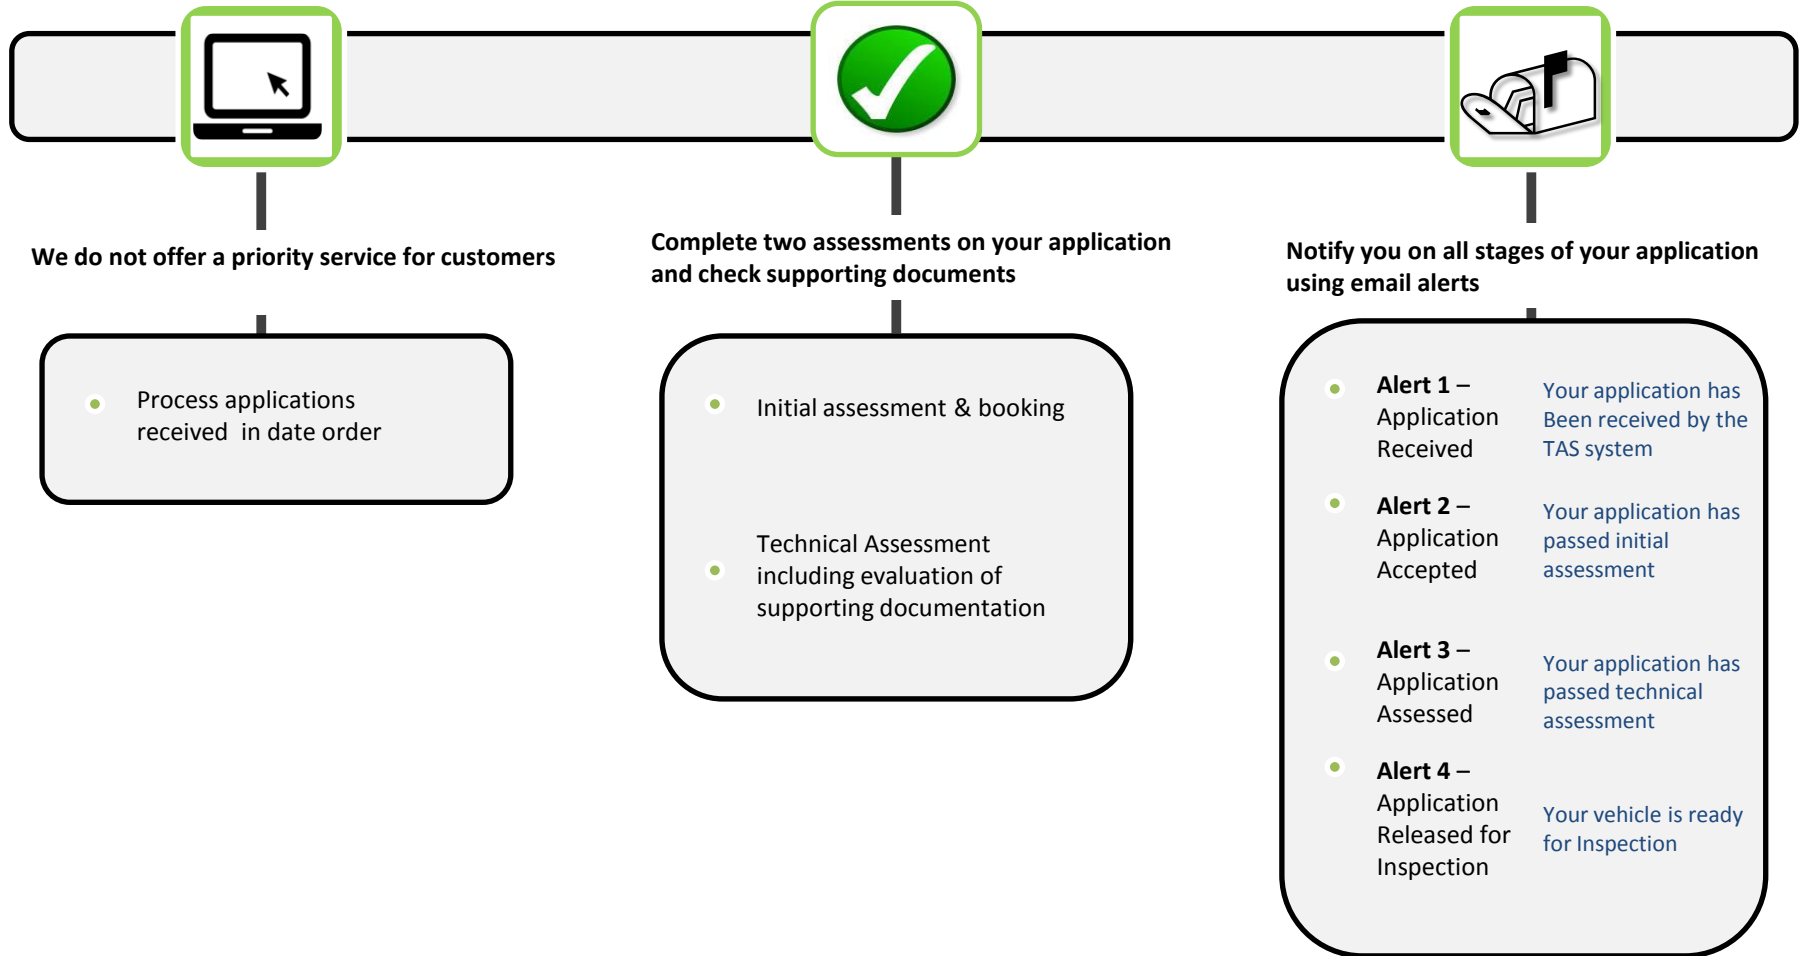 We do not offer a priority service for customers
Process applications
received in date order
Complete two assessments on your application
and check supporting documents
Initial assessment & booking
Technical Assessment
including evaluation of
supporting documentation
Notify you on all stages of your application
using email alerts
Alert 1 –
Application
Received
Your application has
Been received by the
TAS system
Alert 2 –
Application
Accepted
Your application has
passed initial
assessment
Alert 3 –
Application
Assessed
Your application has
passed technical
assessment
Alert 4 –
Application
Released for
Inspection
Your vehicle is ready
for Inspection